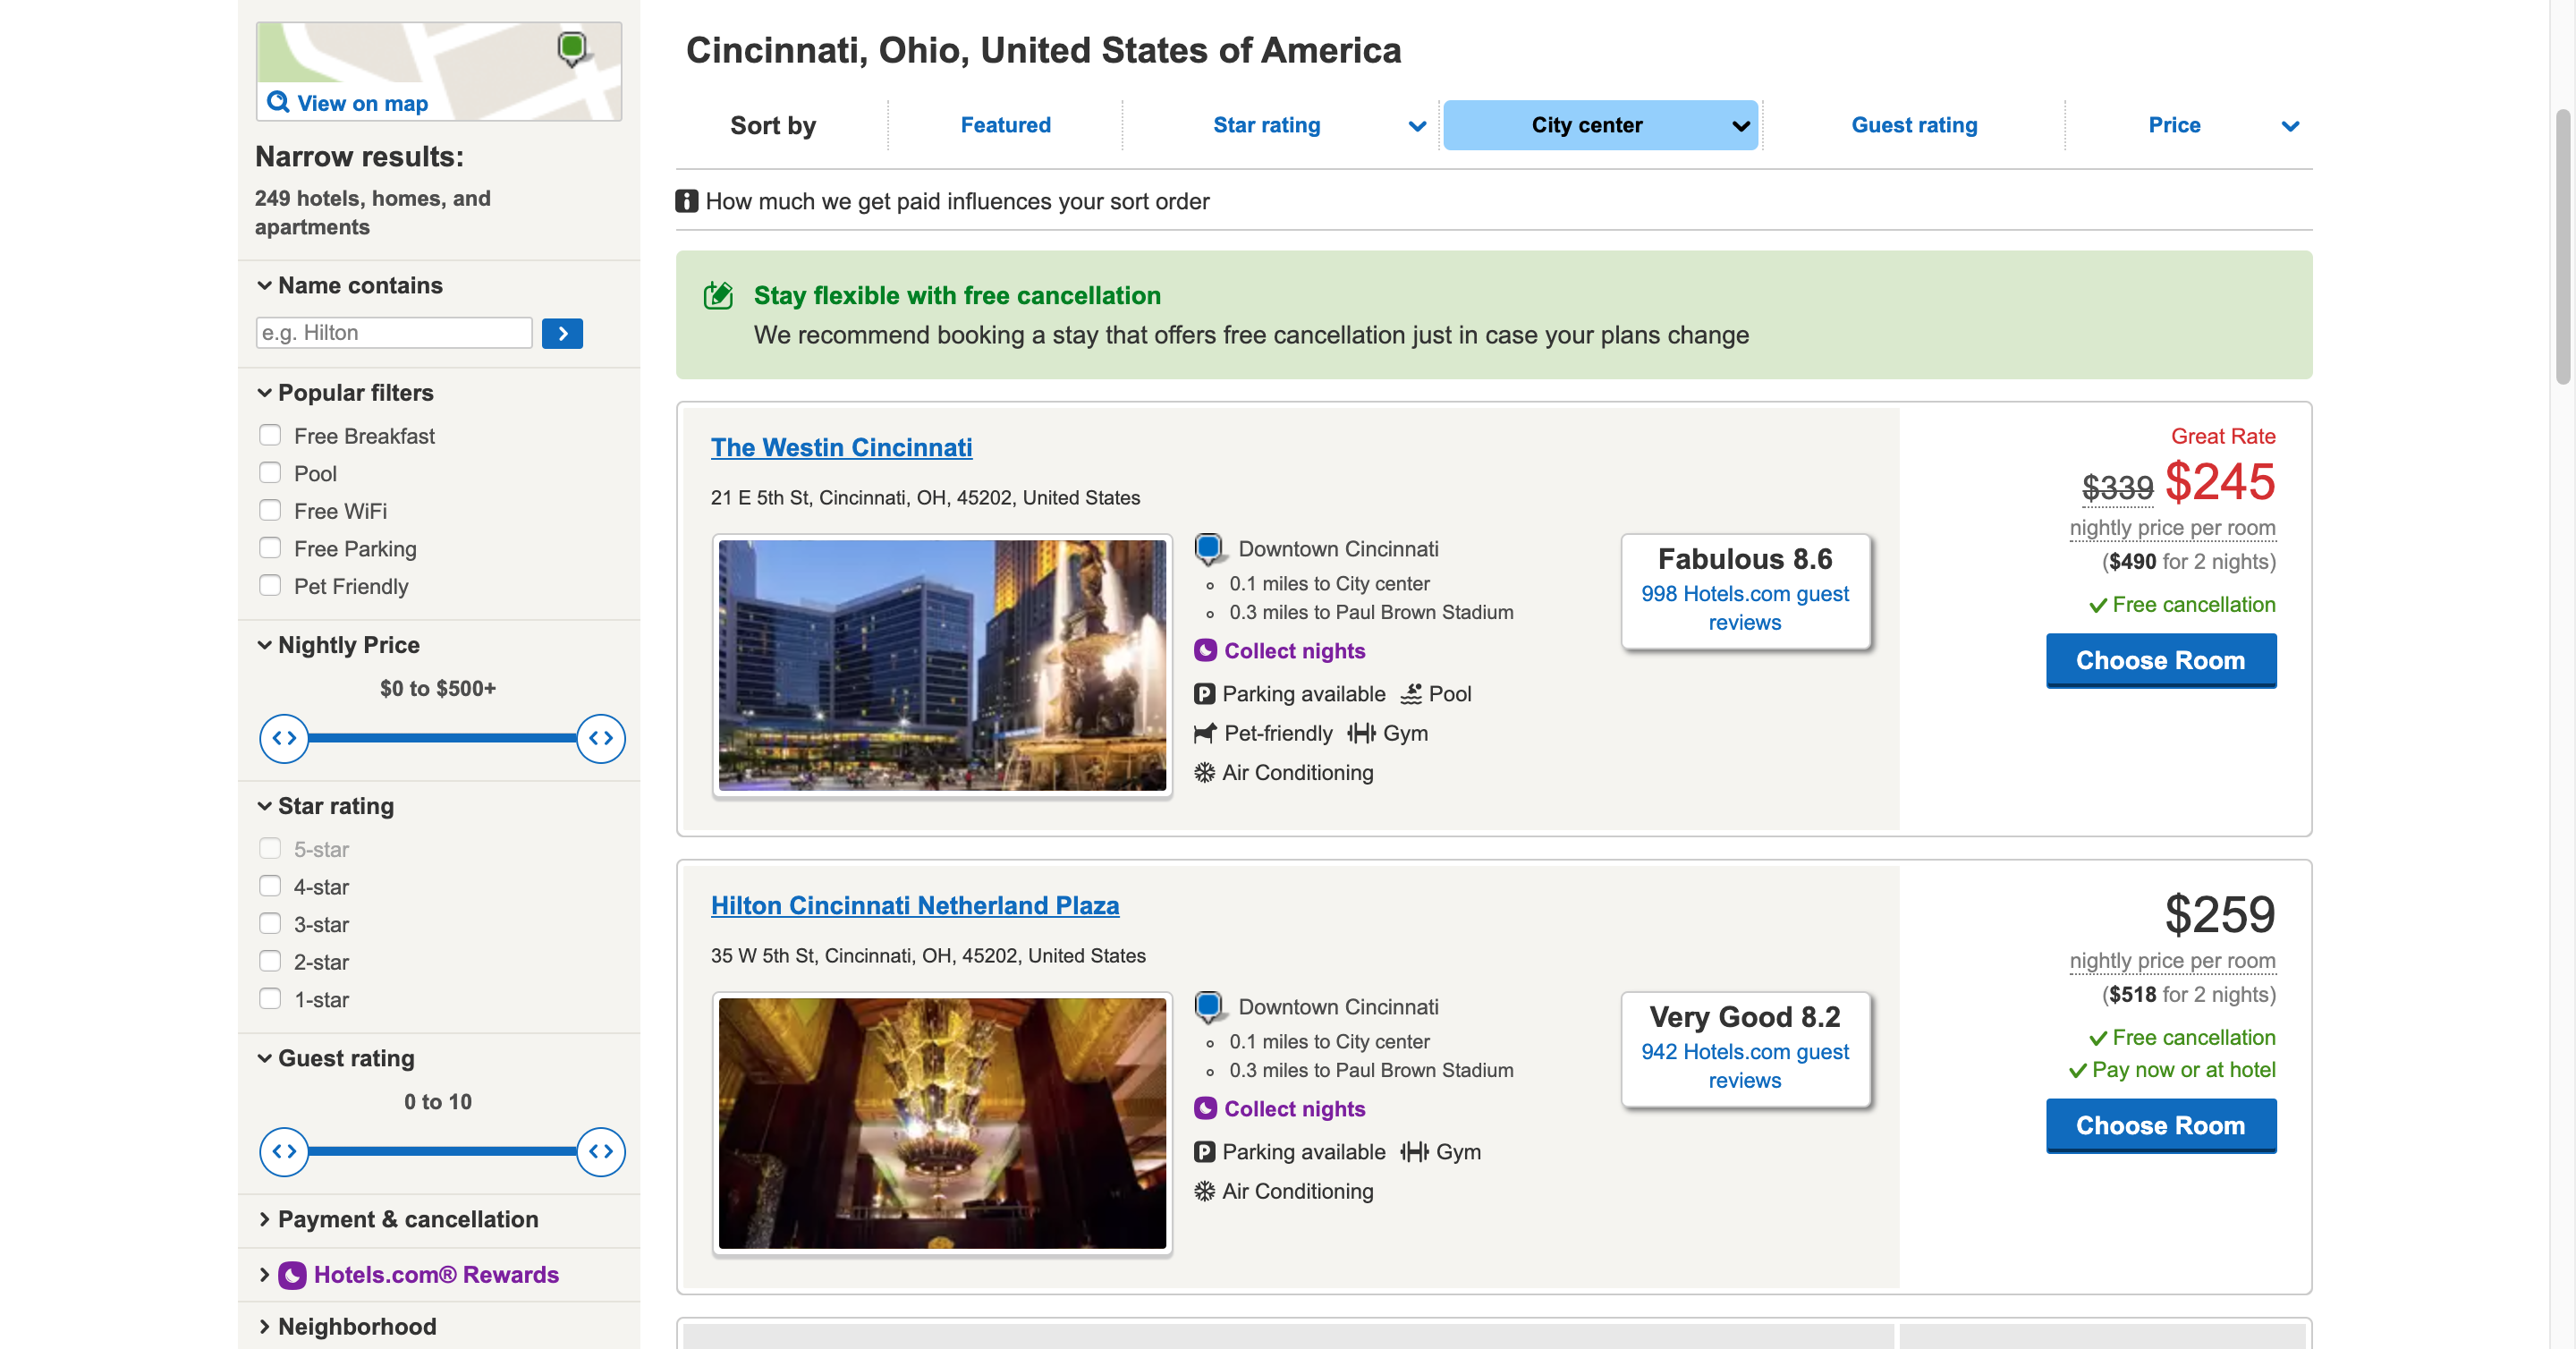 View on map
Narrow results:
249 hotels, homes, and
apartments
Name contains
e.g. Hilton
Popular filters
Free Breakfast
Pool
Free WiFi
Free Parking
Pet Friendly
Nightly Price
$0 to $500+
Star rating
5-star
4-star
3-star
2-star
1-star
Guest rating
0 to 10
Payment & cancellation
Hotels.com® Rewards
Neighborhood
Cincinnati, Ohio, United States of America
Sort by Featured Star rating City center Guest rating Price
How much we get paid influences your sort order
Stay flexible with free cancellation
We recommend booking a stay that offers free cancellation just in case your plans change
The Westin Cincinnati
21 E 5th St, Cincinnati, OH, 45202, United States
Downtown Cincinnati
0.1 miles to City center
0.3 miles to Paul Brown Stadium
Collect nights
P Parking available Pool
Pet-friendly Gym
Air Conditioning
Fabulous 8.6
998 Hotels.com guest
reviews
Great Rate
$339 $245
nightly price per room
($490 for 2 nights)
Free cancellation
Choose Room
Hilton Cincinnati Netherland Plaza
35 W 5th St, Cincinnati, OH, 45202, United States
Downtown Cincinnati
0.1 miles to City center
0.3 miles to Paul Brown Stadium
Collect nights
P Parking available Gym
Air Conditioning
Very Good 8.2
942 Hotels.com guest
reviews
$259
nightly price per room
($518 for 2 nights)
Free cancellation
Pay now or at hotel
Choose Room